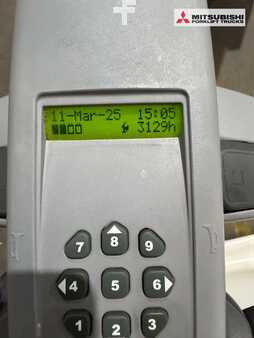 MITSUBISHI
FORKLIFT TRUCKS
11-Mar-25 15:05
3129h
7 8 9
4 5 6
1 2 3